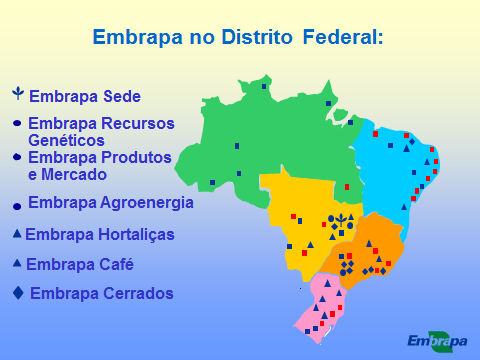 Embrapa no Distrito Federal:
Embrapa Sede
Embrapa Recursos
Genéticos
Embrapa Produtos
e Mercado
Embrapa Agroenergia
Embrapa Hortaliças
Embrapa Café
Embrapa Cerrados
Embrapa